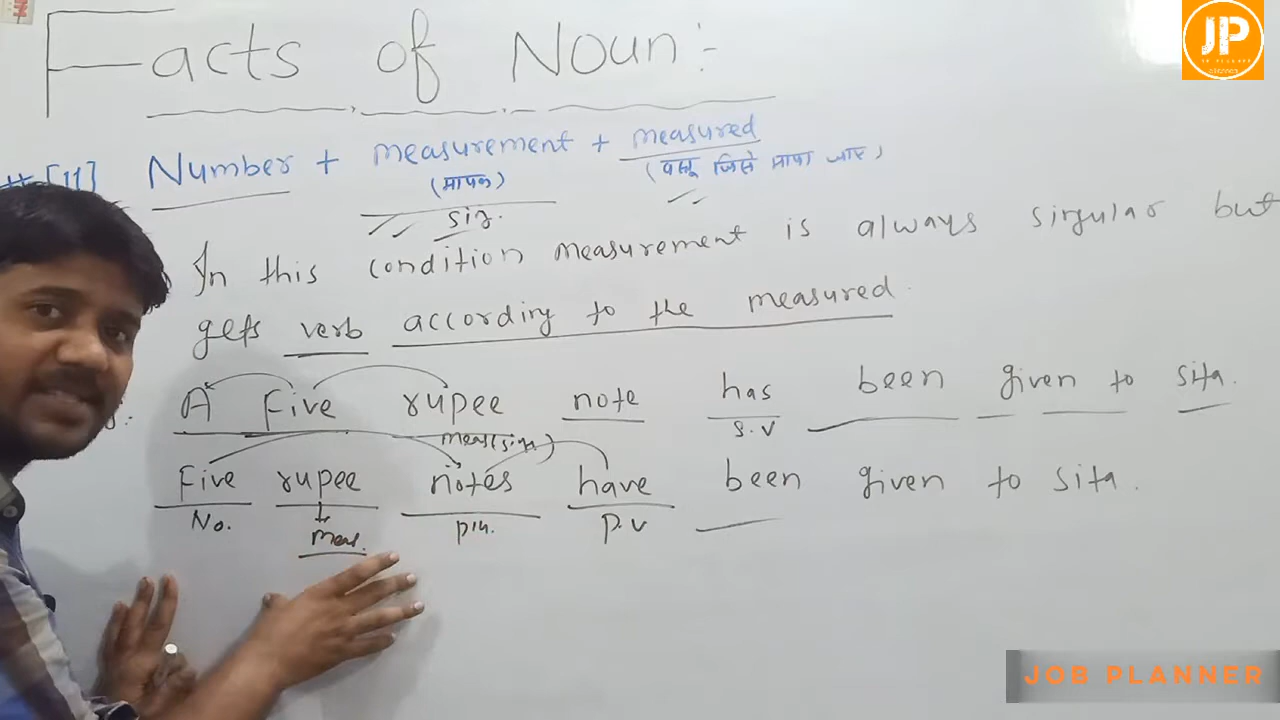 Facts of Noun :-
JP
[11] Number + measurement + measured
(मापक) (वस्तू जिसे मापा जाए)
sig.
In this condition measurement is always singular but
gets verb according to the measured.
A Five rupee note has been given to sita.
S.V
meas(sin)
Five rupee notes have been given to sita.
No. Meas. plu. p.v
JOB PLANNER